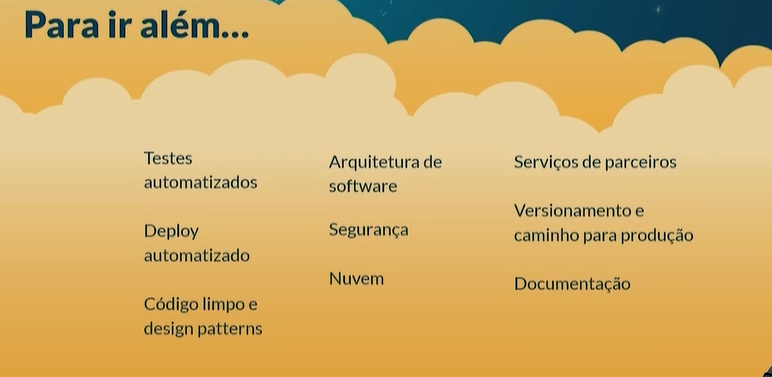 Para ir além...
Testes
automatizados
Deploy
automatizado
Código limpo e
design patterns
Arquitetura de
software
Segurança
Nuvem
Serviços de parceiros
Versionamento e
caminho para produção
Documentação